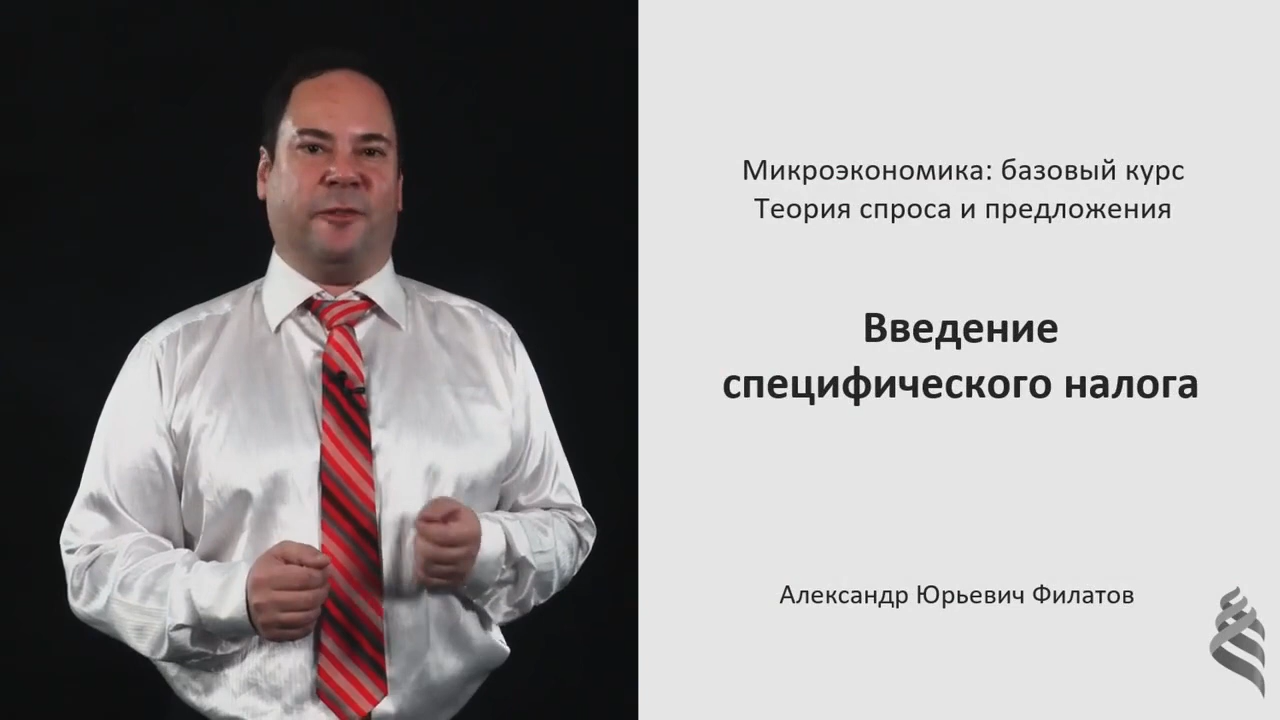 Микроэкономика: базовый курс
Теория спроса и предложения
Введение
специфического налога
Александр Юрьевич Филатов